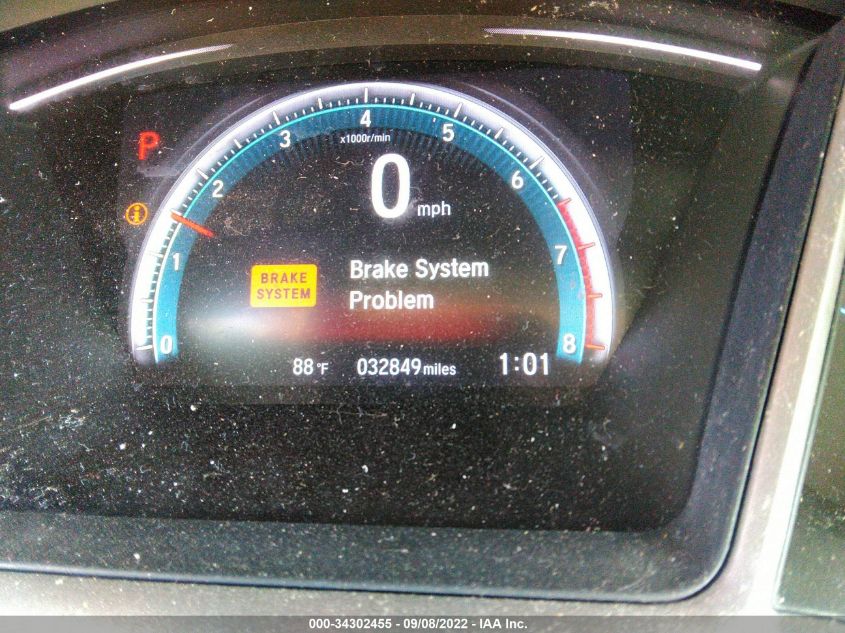 4
3
5
x1000r/min
P
2
0 mph
6
i
1
BRAKE
SYSTEM
Brake System
Problem
7
0
8
88°F
032849 miles
1:01
000-34302455 - 09/08/2022 - IAA Inc.